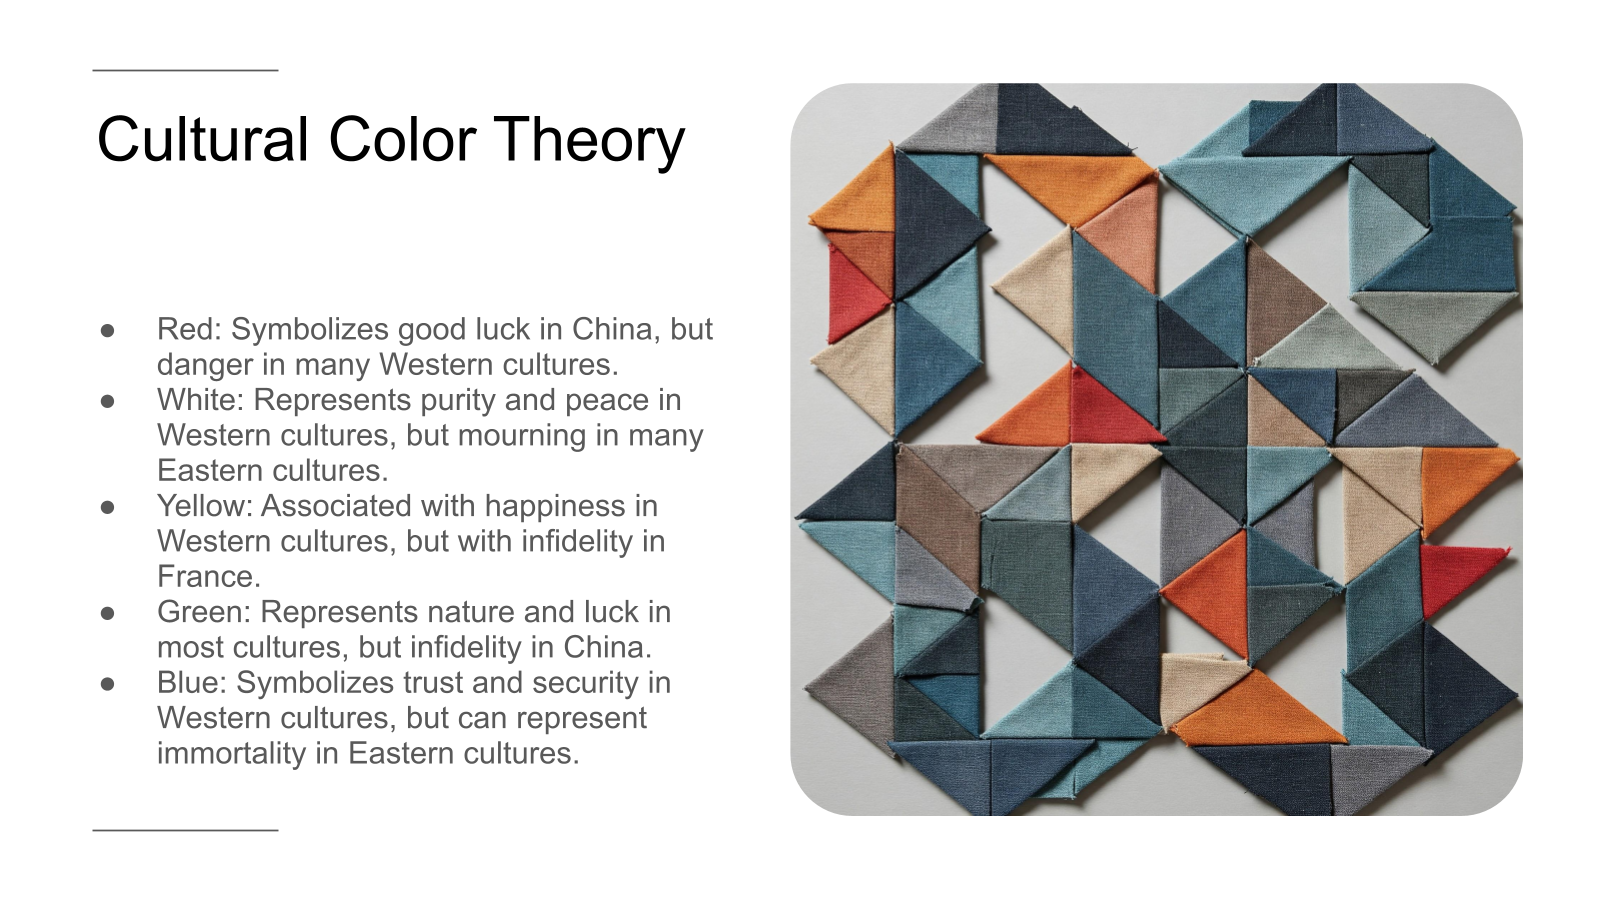 Cultural Color Theory
● Red: Symbolizes good luck in China, but
danger in many Western cultures.
● White: Represents purity and peace in
Western cultures, but mourning in many
Eastern cultures.
● Yellow: Associated with happiness in
Western cultures, but with infidelity in
France.
● Green: Represents nature and luck in
most cultures, but infidelity in China.
● Blue: Symbolizes trust and security in
Western cultures, but can represent
immortality in Eastern cultures.